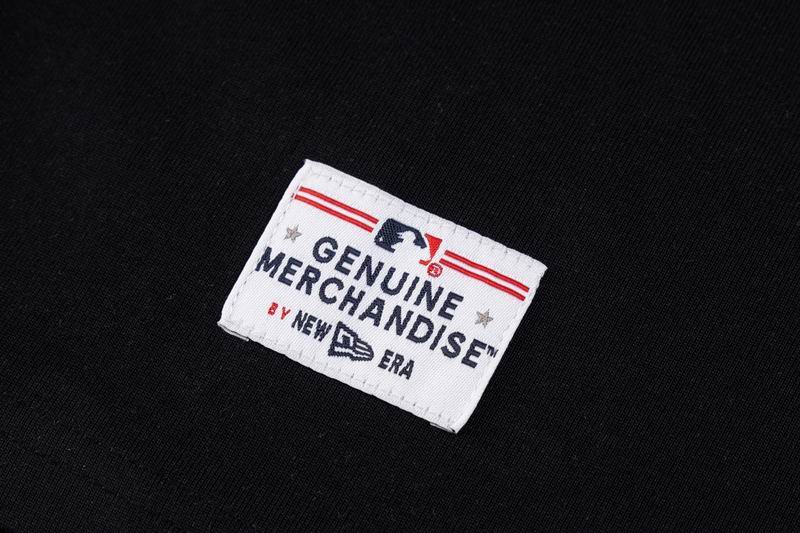 ®
GENUINE
MERCHANDISE™
BY NEW ERA